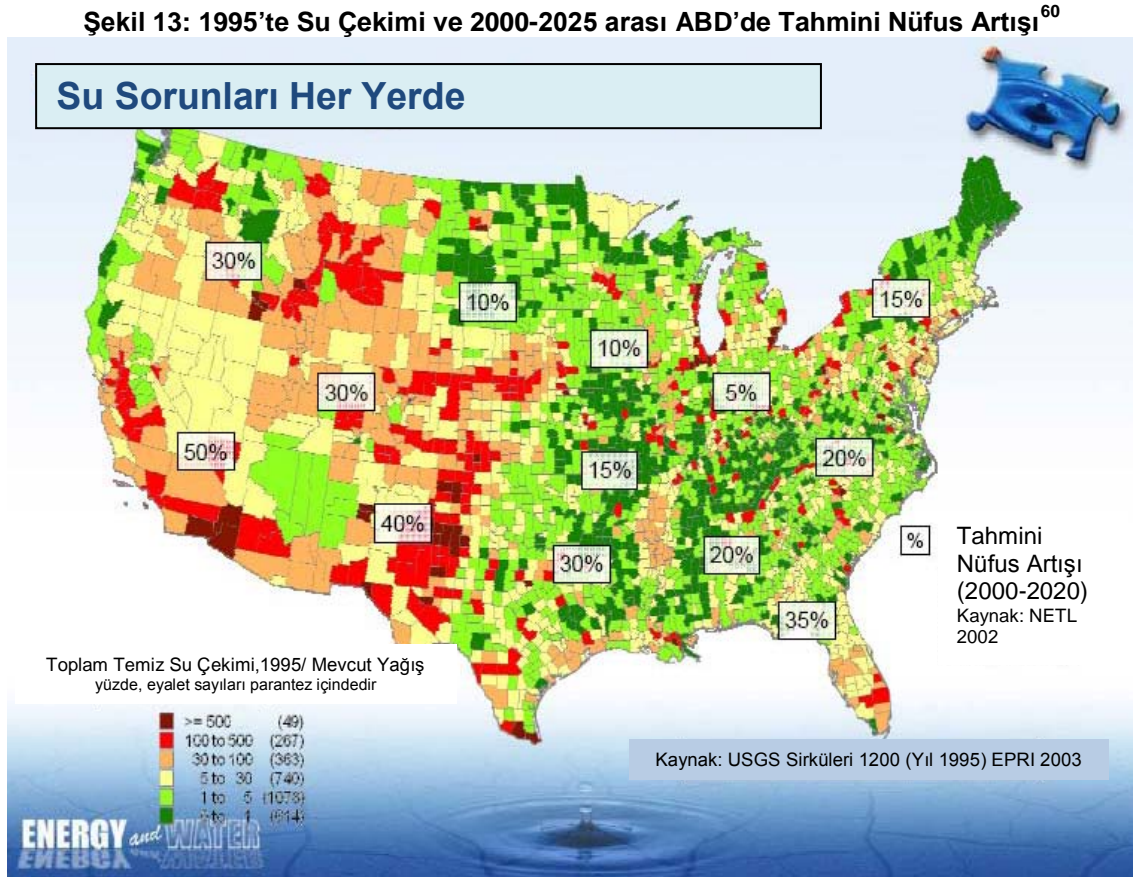 Şekil 13: 1995’te Su Çekimi ve 2000-2025 arası ABD’de Tahmini Nüfus Artışı60
Su Sorunları Her Yerde
30%
10%
15%
10%
30%
5%
50%
15%
20%
40%
30%
20%
35%
% Tahmini
Nüfus Artışı
(2000-2020)
Kaynak: NETL
2002
Toplam Temiz Su Çekimi,1995/ Mevcut Yağış
yüzde, eyalet sayıları parantez içindedir
>= 500 (49)
100 to 500 (267)
30 to 100 (363)
5 to 30 (740)
1 to 5 (1078)
0 to 1 (614)
Kaynak: USGS Sirküleri 1200 (Yıl 1995) EPRI 2003
ENERGY and WATER